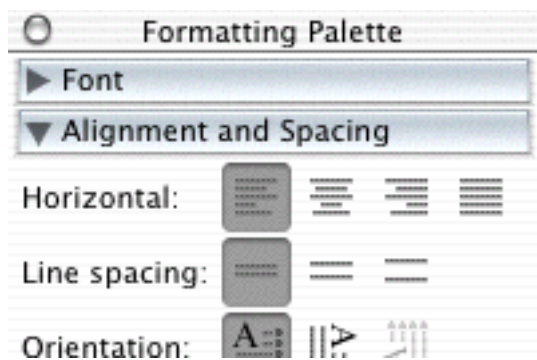 Formatting Palette
Font
Alignment and Spacing
Horizontal:
Line spacing:
Orientation: